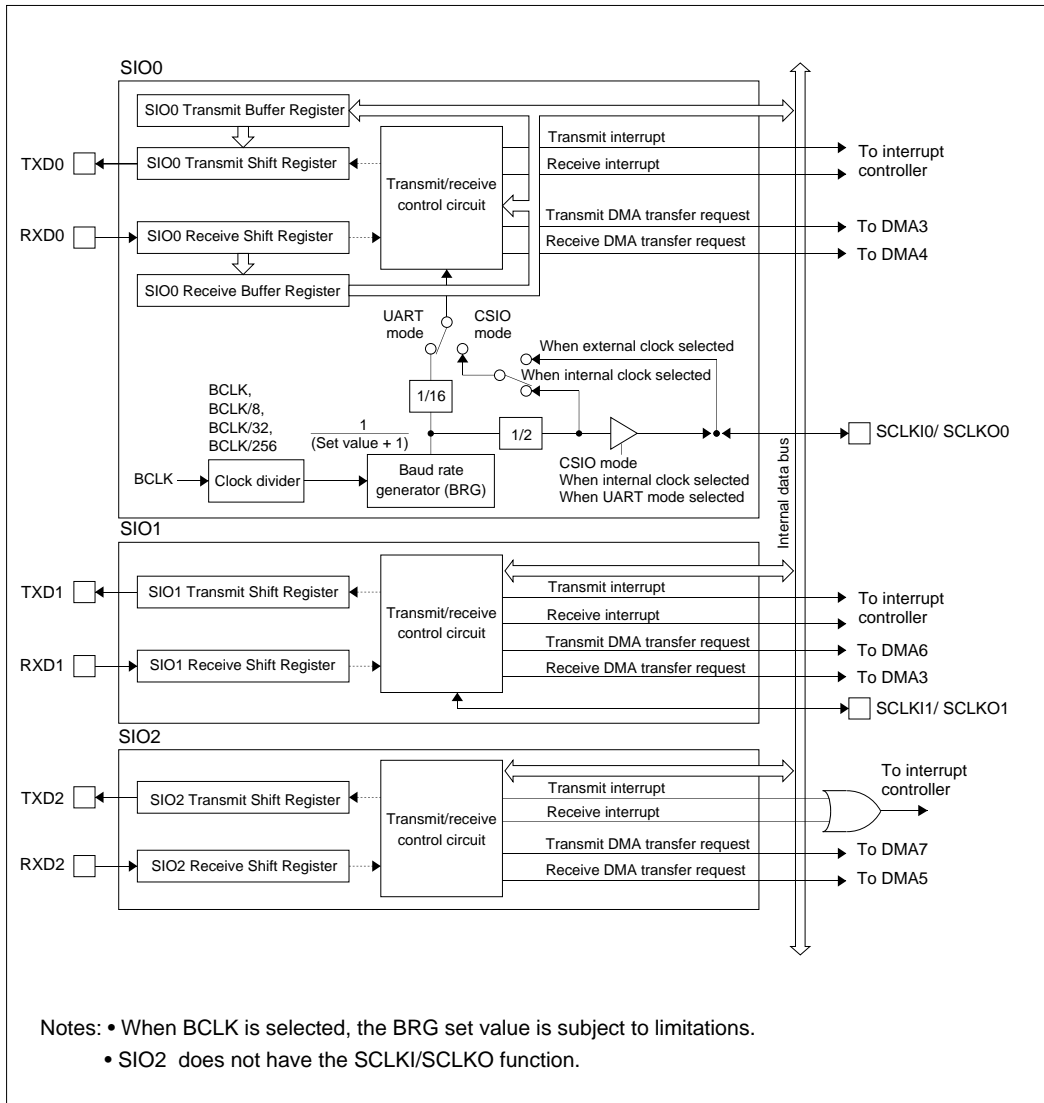 SIO0
SIO0 Transmit Buffer Register
TXD0
SIO0 Transmit Shift Register
Transmit/receive
control circuit
Transmit interrupt
Receive interrupt
To interrupt
controller
RXD0
SIO0 Receive Shift Register
Transmit DMA transfer request
To DMA3
Receive DMA transfer request
To DMA4
SIO0 Receive Buffer Register
UART
mode
CSIO
mode
When external clock selected
When internal clock selected
BCLK,
BCLK/8,
BCLK/32,
BCLK/256
1/16
1
(Set value + 1)
1/2
SCLKI0/ SCLKO0
BCLK
Clock divider
Baud rate
generator (BRG)
CSIO mode
When internal clock selected
When UART mode selected
Internal data bus
SIO1
TXD1
SIO1 Transmit Shift Register
Transmit/receive
control circuit
Transmit interrupt
Receive interrupt
To interrupt
controller
RXD1
SIO1 Receive Shift Register
Transmit DMA transfer request
To DMA6
Receive DMA transfer request
To DMA3
SCLKI1/ SCLKO1
SIO2
TXD2
SIO2 Transmit Shift Register
Transmit/receive
control circuit
Transmit interrupt
Receive interrupt
To interrupt
controller
RXD2
SIO2 Receive Shift Register
Transmit DMA transfer request
To DMA7
Receive DMA transfer request
To DMA5
Notes: • When BCLK is selected, the BRG set value is subject to limitations.
• SIO2 does not have the SCLKI/SCLKO function.